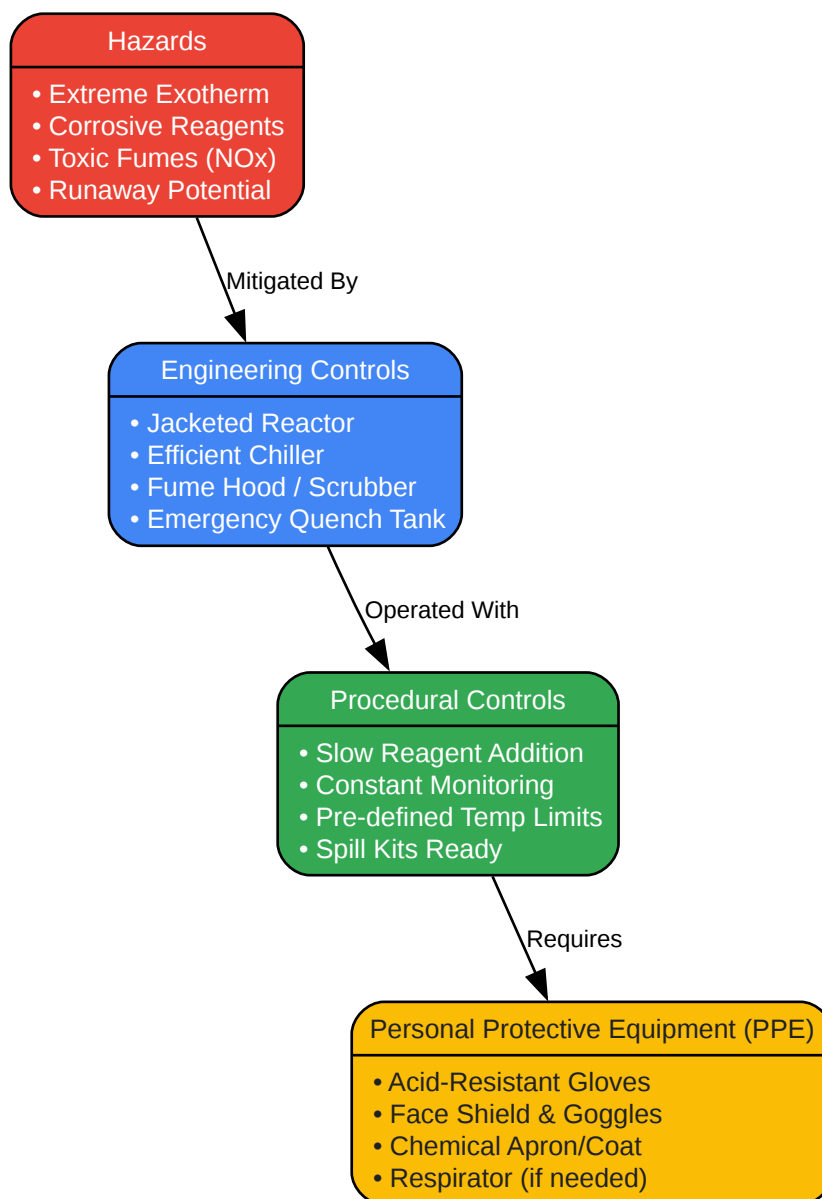 Hazards
• Extreme Exotherm
• Corrosive Reagents
• Toxic Fumes (NOx)
• Runaway Potential
Mitigated By
Engineering Controls
• Jacketed Reactor
• Efficient Chiller
• Fume Hood / Scrubber
• Emergency Quench Tank
Operated With
Procedural Controls
• Slow Reagent Addition
• Constant Monitoring
• Pre-defined Temp Limits
• Spill Kits Ready
Requires
Personal Protective Equipment (PPE)
• Acid-Resistant Gloves
• Face Shield & Goggles
• Chemical Apron/Coat
• Respirator (if needed)